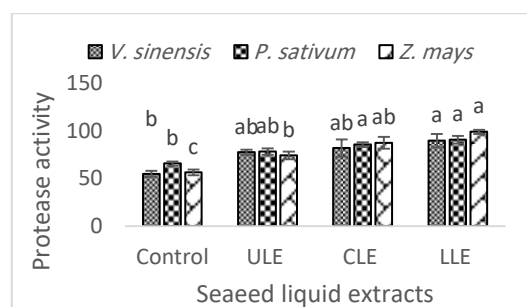 V. sinensis P. sativum Z. mays
150
100
50
0
Protease activity
b b c ab ab b ab a ab a a a
Control ULE CLE LLE
Seaeed liquid extracts